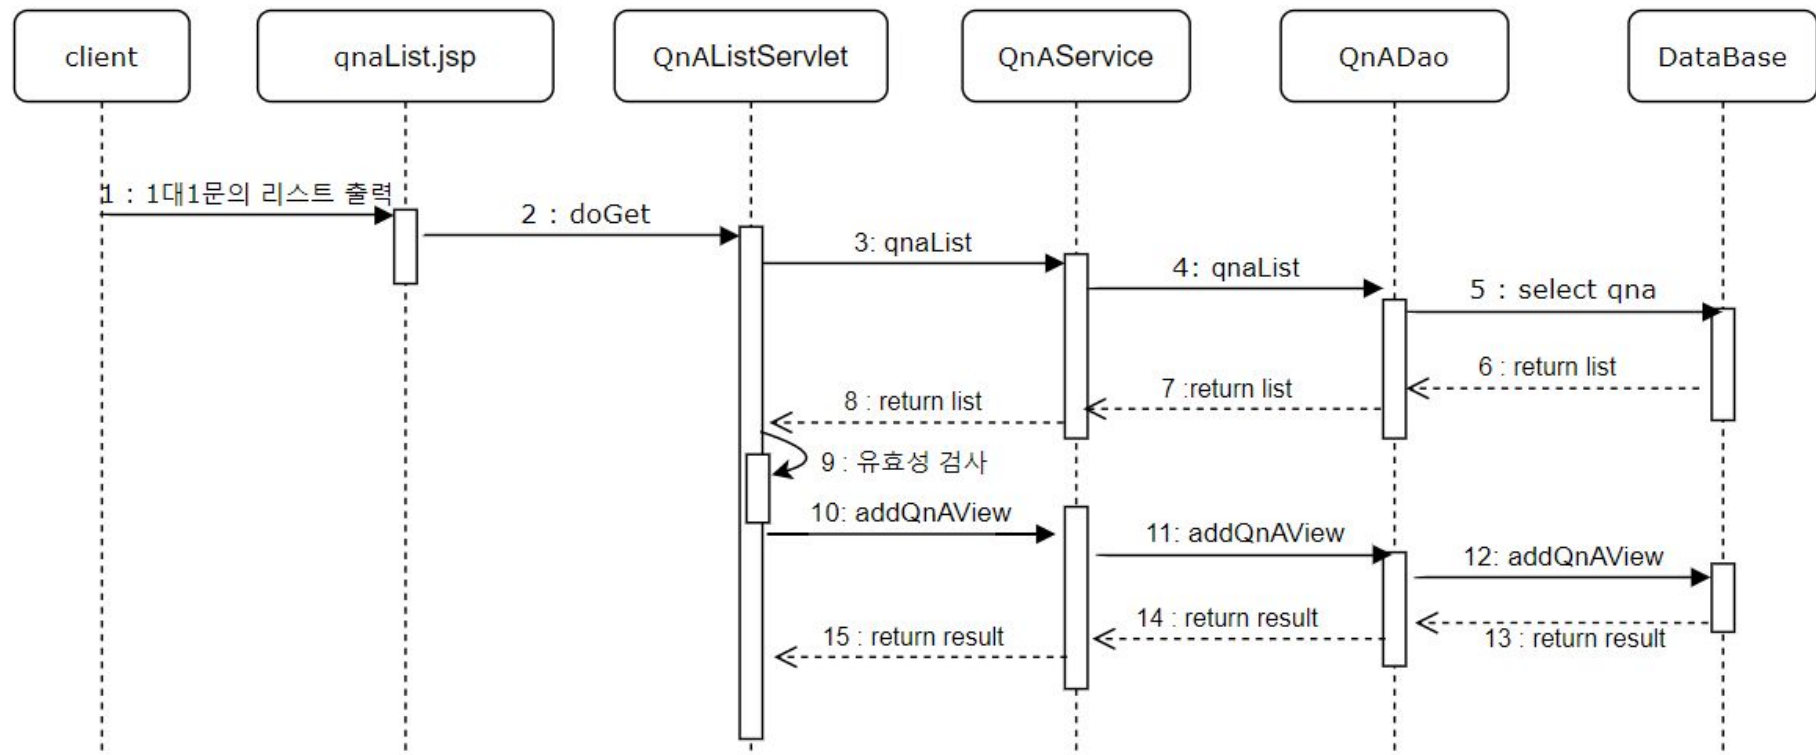 client
qnaList.jsp
QnAListServlet
QnAService
QnADao
DataBase
1 : 1대1문의 리스트 출력
2 : doGet
3: qnaList
4: qnaList
5 : select qna
6 : return list
7 :return list
8 : return list
9 : 유효성 검사
10: addQnAView
11: addQnAView
12: addQnAView
13 : return result
14 : return result
15 : return result